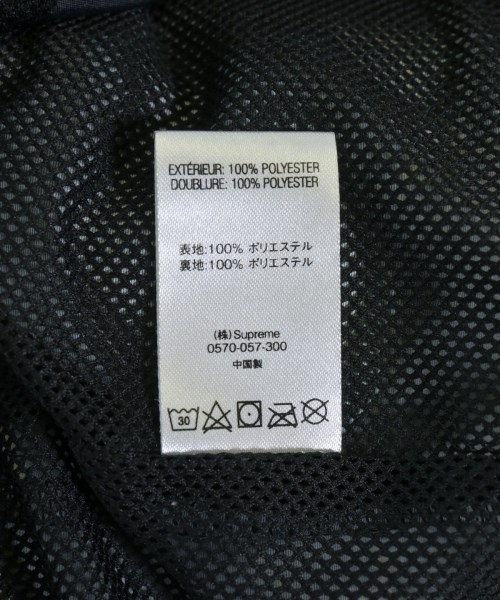 EXTÉRIEUR: 100% POLYESTER
DOUBLURE: 100% POLYESTER
表地:100% ポリエステル
裏地:100% ポリエステル
(株)Supreme
0570-057-300
中国製
30